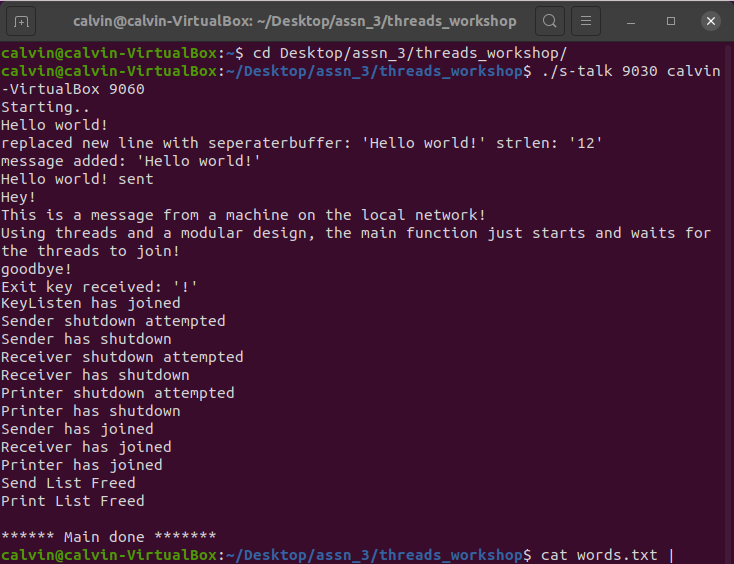 calvin@calvin-VirtualBox: ~/Desktop/assn_3/threads_workshop
calvin@calvin-VirtualBox:~$ cd Desktop/assn_3/threads_workshop/
calvin@calvin-VirtualBox:~/Desktop/assn_3/threads_workshop$ ./s-talk 9030 calvin
-VirtualBox 9060
Starting..
Hello world!
replaced new line with seperaterbuffer: 'Hello world!' strlen: '12'
message added: 'Hello world!'
Hello world! sent
Hey!
This is a message from a machine on the local network!
Using threads and a modular design, the main function just starts and waits for
the threads to join!
goodbye!
Exit key received: '!'
KeyListen has joined
Sender shutdown attempted
Sender has shutdown
Receiver shutdown attempted
Receiver has shutdown
Printer shutdown attempted
Printer has shutdown
Sender has joined
Receiver has joined
Printer has joined
Send List Freed
Print List Freed
****** Main done *******
calvin@calvin-VirtualBox:~/Desktop/assn_3/threads_workshop$ cat words.txt |